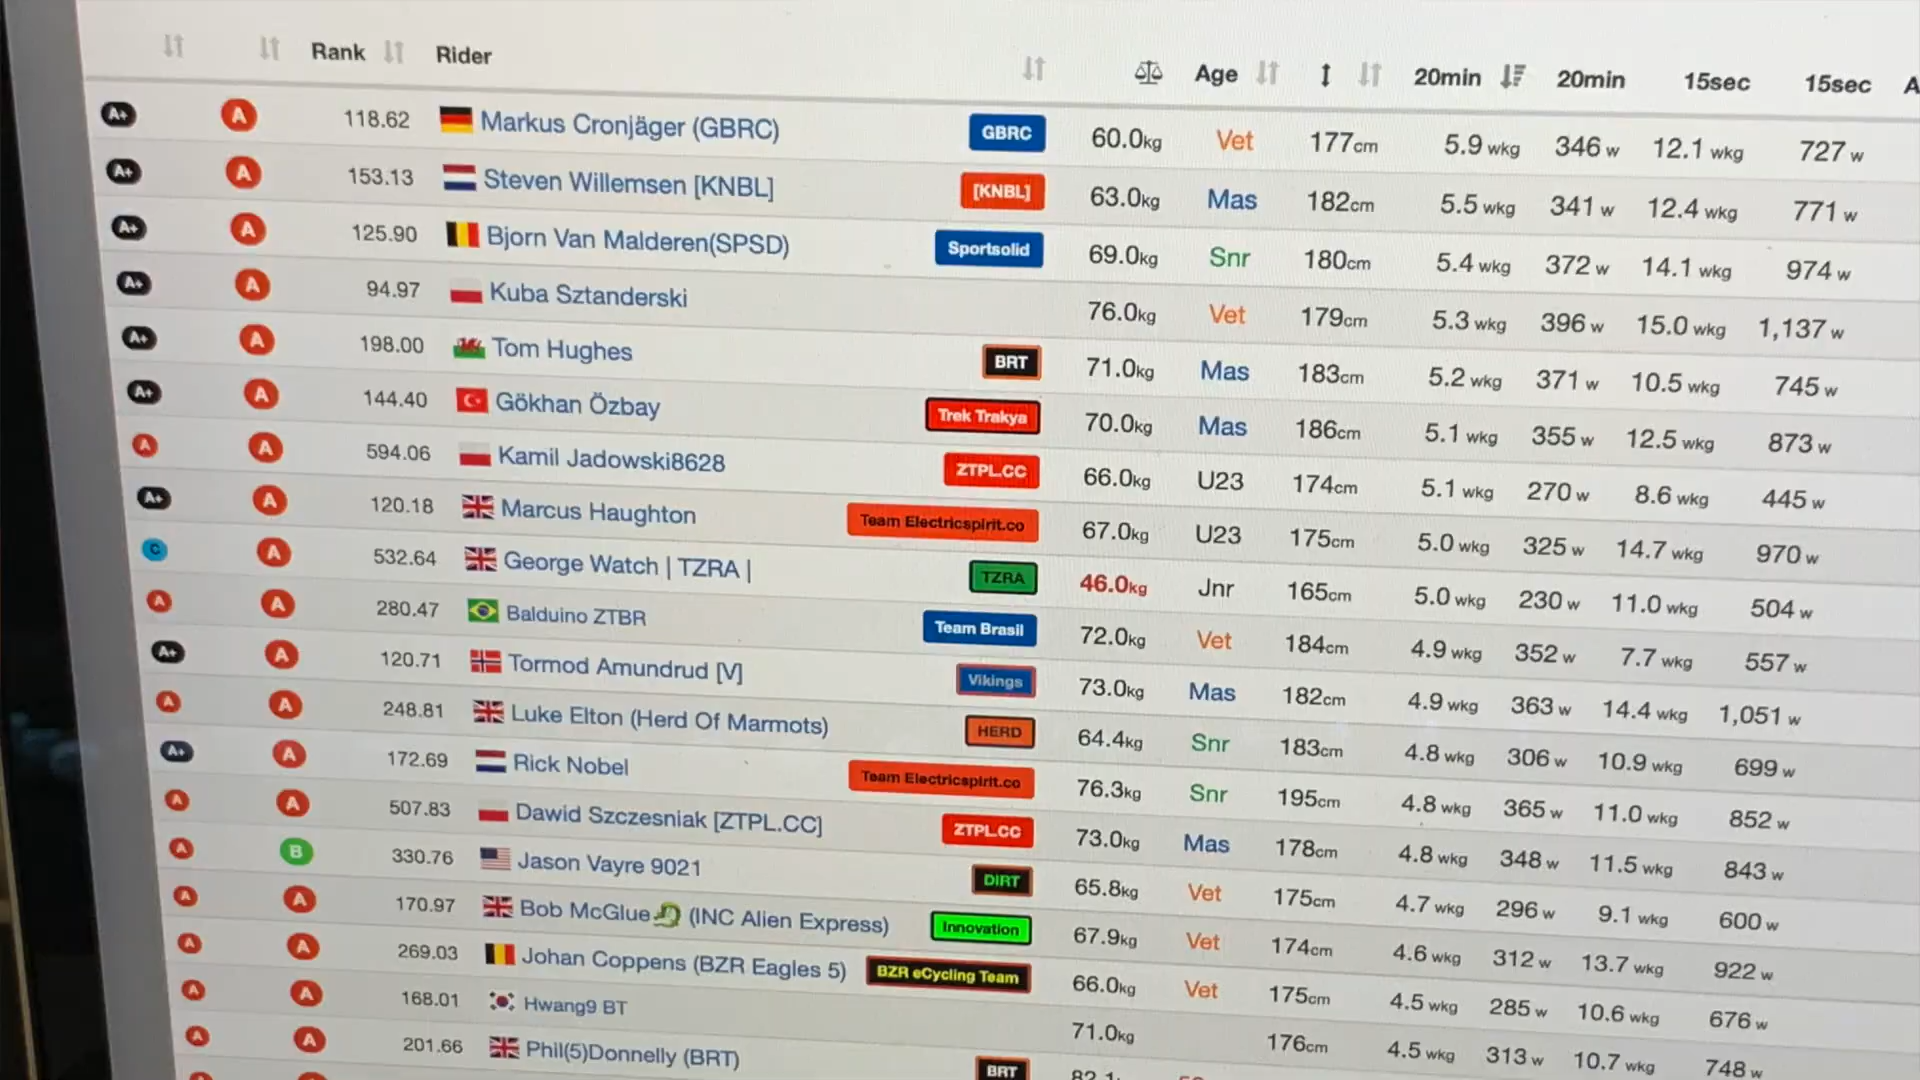 Rank Rider Age 20min 20min 15sec 15sec A
A+ A 118.62 Markus Cronjäger (GBRC) GBRC 60.0kg Vet 177cm 5.9 wkg 346 w 12.1 wkg 727 w
A+ A 153.13 Steven Willemsen [KNBL] [KNBL] 63.0kg Mas 182cm 5.5 wkg 341 w 12.4 wkg 771 w
A+ A 125.90 Bjorn Van Malderen(SPSD) Sportsolid 69.0kg Snr 180cm 5.4 wkg 372 w 14.1 wkg 974 w
A+ A 94.97 Kuba Sztanderski 76.0kg Vet 179cm 5.3 wkg 396 w 15.0 wkg 1,137 w
A+ A 198.00 Tom Hughes BRT 71.0kg Mas 183cm 5.2 wkg 371 w 10.5 wkg 745 w
A+ A 144.40 Gökhan Özbay Trek Trakya 70.0kg Mas 186cm 5.1 wkg 355 w 12.5 wkg 873 w
A A 594.06 Kamil Jadowski8628 ZTPL.CC 66.0kg U23 174cm 5.1 wkg 270 w 8.6 wkg 445 w
A+ A 120.18 Marcus Haughton Team Electricspirit.co 67.0kg U23 175cm 5.0 wkg 325 w 14.7 wkg 970 w
C A 532.64 George Watch | TZRA | TZRA 46.0kg Jnr 165cm 5.0 wkg 230 w 11.0 wkg 504 w
A A 280.47 Balduino ZTBR Team Brasil 72.0kg Vet 184cm 4.9 wkg 352 w 7.7 wkg 557 w
A+ A 120.71 Tormod Amundrud [V] Vikings 73.0kg Mas 182cm 4.9 wkg 363 w 14.4 wkg 1,051 w
A A 248.81 Luke Elton (Herd Of Marmots) HERD 64.4kg Snr 183cm 4.8 wkg 306 w 10.9 wkg 699 w
A+ A 172.69 Rick Nobel Team Electricspirit.co 76.3kg Snr 195cm 4.8 wkg 365 w 11.0 wkg 852 w
A A 507.83 Dawid Szczesniak [ZTPL.CC] ZTPL.CC 73.0kg Mas 178cm 4.8 wkg 348 w 11.5 wkg 843 w
A B 330.76 Jason Vayre 9021 DIRT 65.8kg Vet 175cm 4.7 wkg 296 w 9.1 wkg 600 w
A A 170.97 Bob McGlue (INC Alien Express) Innovation 67.9kg Vet 174cm 4.6 wkg 312 w 13.7 wkg 922 w
A A 269.03 Johan Coppens (BZR Eagles 5) BZR eCycling Team 66.0kg Vet 175cm 4.5 wkg 285 w 10.6 wkg 676 w
A A 168.01 Hwang9 BT 71.0kg 176cm 4.5 wkg 313 w 10.7 wkg 748 w
A A 201.66 Phil(5)Donnelly (BRT) BRT